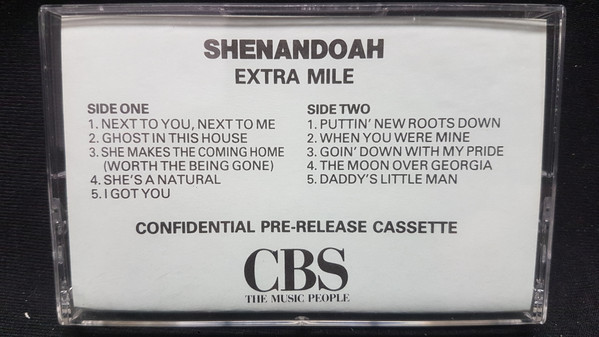 SHENANDOAH
EXTRA MILE
SIDE ONE
1. NEXT TO YOU, NEXT TO ME
2. GHOST IN THIS HOUSE
3. SHE MAKES THE COMING HOME
(WORTH THE BEING GONE)
4. SHE'S A NATURAL
5. I GOT YOU
SIDE TWO
1. PUTTIN' NEW ROOTS DOWN
2. WHEN YOU WERE MINE
3. GOIN' DOWN WITH MY PRIDE
4. THE MOON OVER GEORGIA
5. DADDY'S LITTLE MAN
CONFIDENTIAL PRE-RELEASE CASSETTE
CBS
THE MUSIC PEOPLE